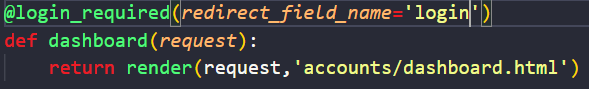 @login_required(redirect_field_name='login')
def dashboard(request):
    return render(request,'accounts/dashboard.html')